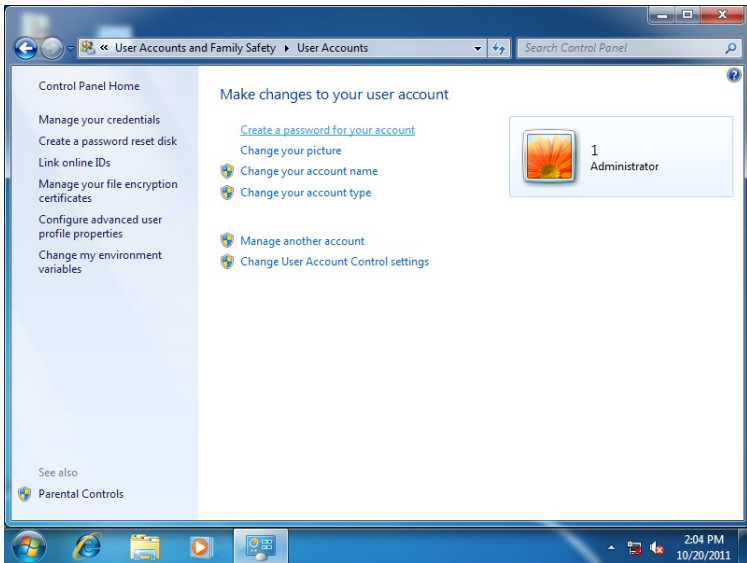 « User Accounts and Family Safety ▸ User Accounts
Search Control Panel
Control Panel Home
Manage your credentials
Create a password reset disk
Link online IDs
Manage your file encryption
certificates
Configure advanced user
profile properties
Change my environment
variables
See also
Parental Controls
Make changes to your user account
Create a password for your account
Change your picture
Change your account name
Change your account type
Manage another account
Change User Account Control settings
1
Administrator
2:04 PM
10/20/2011